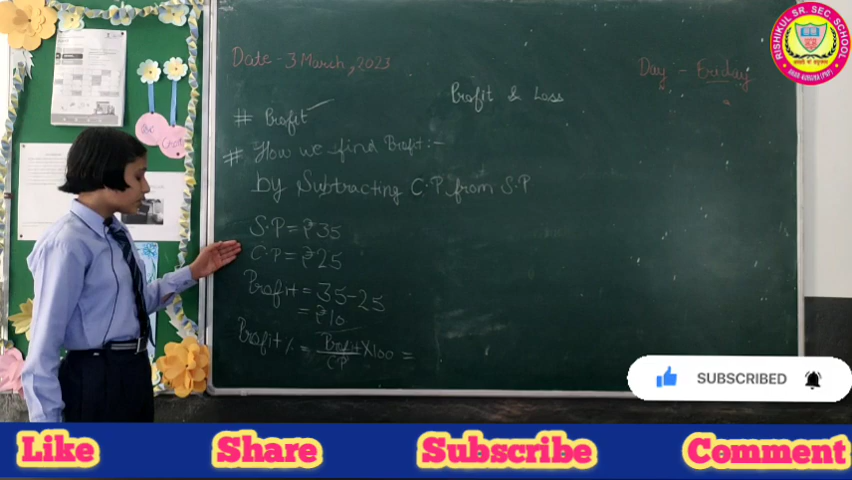 RISHIKUL SR. SEC. SCHOOL
Date - 3 March, 2023
Day - Friday
Profit & Loss
# Profit
# How we find Profit :-
by Subtracting C.P from S.P
S.P = ₹35
C.P = ₹25
Profit = 35-25
= ₹10
Profit % = Profit/CP X100 =
SUBSCRIBED
Like Share Subscribe Comment